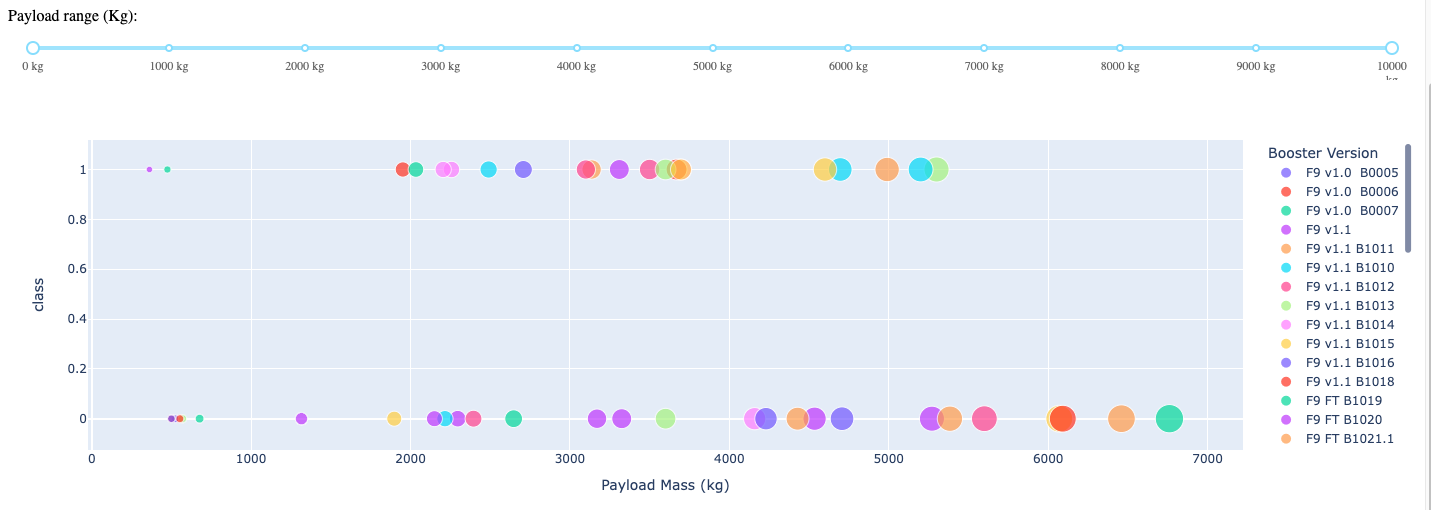 Payload range (Kg):
0 kg 1000 kg 2000 kg 3000 kg 4000 kg 5000 kg 6000 kg 7000 kg 8000 kg 9000 kg 10000
Booster Version
F9 v1.0  B0005
F9 v1.0  B0006
F9 v1.0  B0007
F9 v1.1
F9 v1.1 B1011
F9 v1.1 B1010
F9 v1.1 B1012
F9 v1.1 B1013
F9 v1.1 B1014
F9 v1.1 B1015
F9 v1.1 B1016
F9 v1.1 B1018
F9 FT B1019
F9 FT B1020
F9 FT B1021.1
class
1
0.8
0.6
0.4
0.2
0
0 1000 2000 3000 4000 5000 6000 7000
Payload Mass (kg)